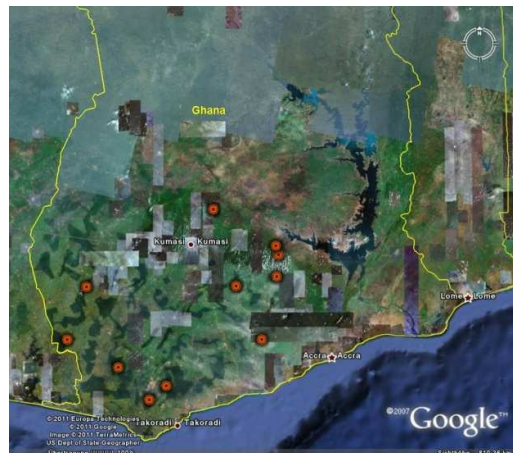 N
Ghana
Kumasi Kumasi
Lome Lome
Accra Accra
Takoradi Takoradi
© 2011 Europa Technologies
© 2011 Google
Image © 2011 TerraMetrics
US Dept of State Geographer
©2007 Google™